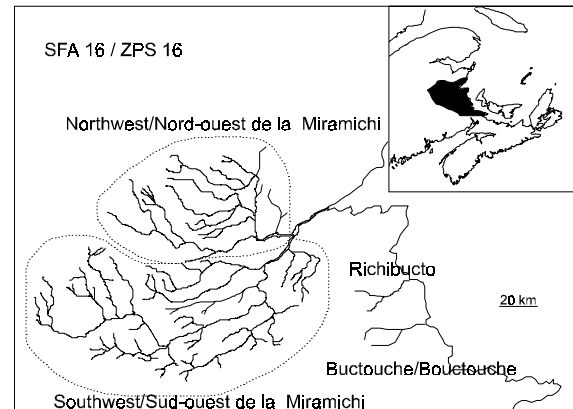 SFA 16 / ZPS 16
Northwest/Nord-ouest de la Miramichi
Richibucto
20 km
Buctouche/Bouctouche
Southwest/Sud-ouest de la Miramichi